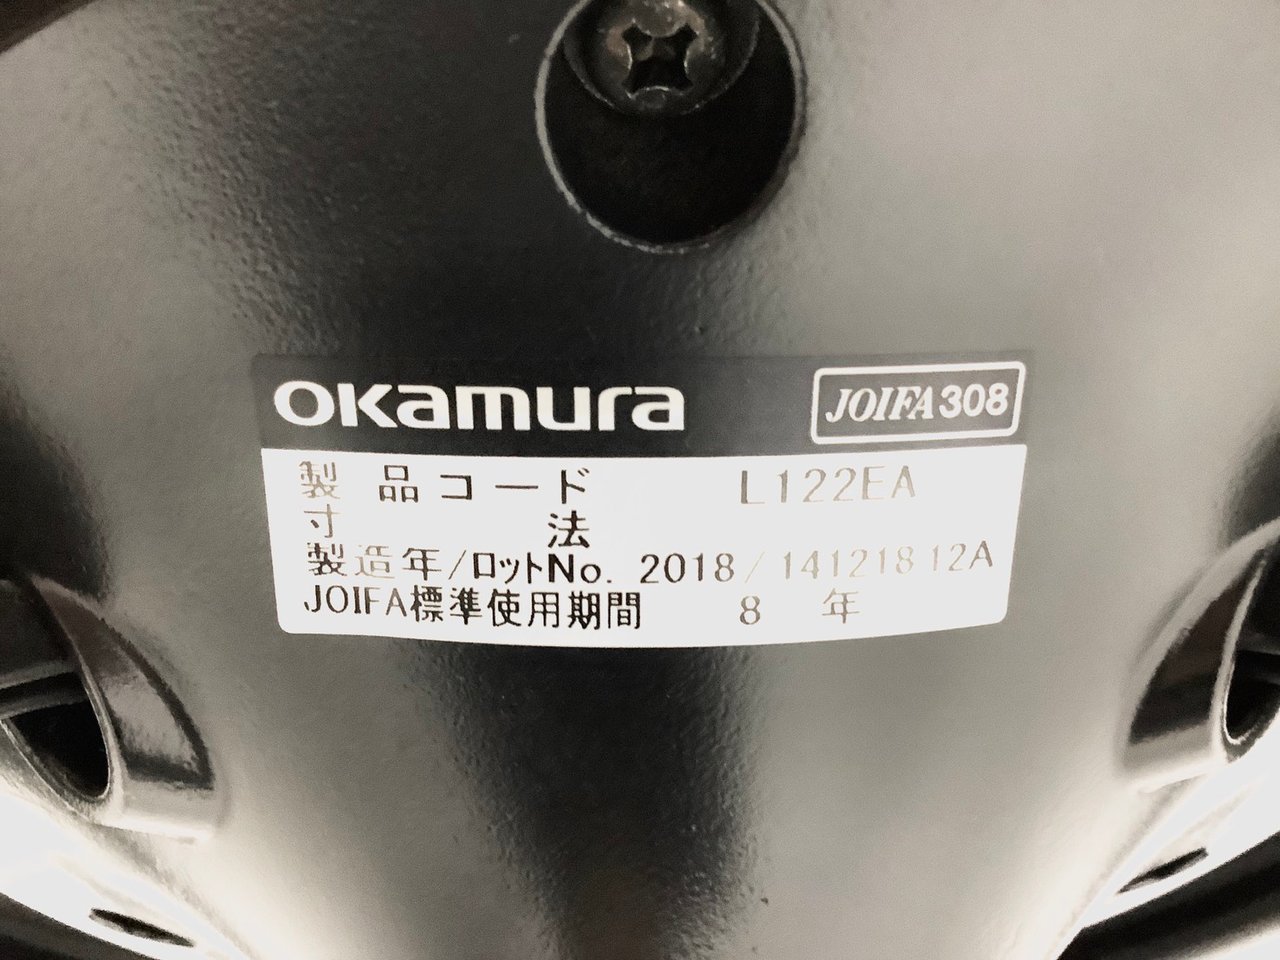 OKamura JOIFA308
製品コード L122EA
寸法
製造年/ロットNo. 2018/14121812A
JOIFA標準使用期間 8年